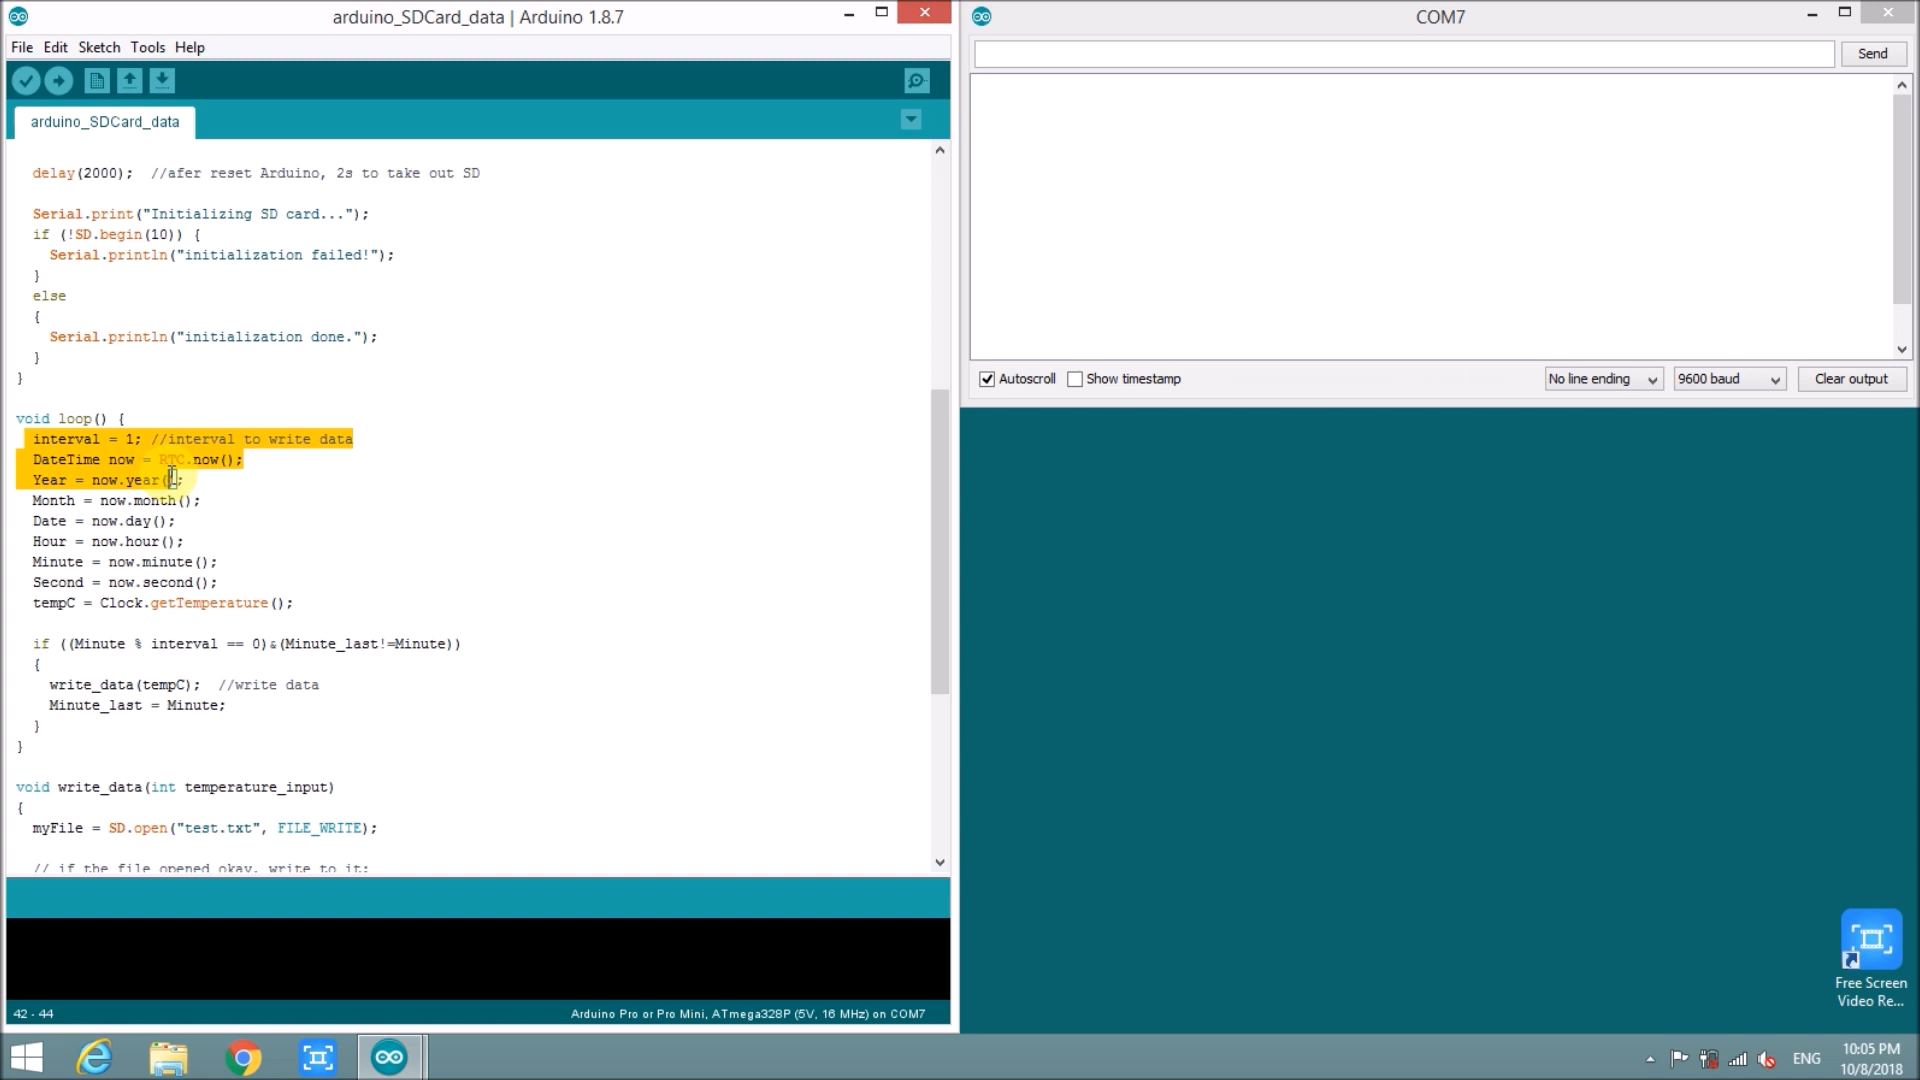 arduino_SDCard_data | Arduino 1.8.7
File Edit Sketch Tools Help
arduino_SDCard_data
delay(2000);  //afer reset Arduino, 2s to take out SD
Serial.print("Initializing SD card...");
if (!SD.begin(10)) {
Serial.println("initialization failed!");
}
else
{
Serial.println("initialization done.");
}
}
void loop() {
interval = 1; //interval to write data
DateTime now = RTC.now();
Year = now.year();
Month = now.month();
Date = now.day();
Hour = now.hour();
Minute = now.minute();
Second = now.second();
tempC = Clock.getTemperature();
if ((Minute % interval == 0)&(Minute_last!=Minute))
{
write_data(tempC);  //write data
Minute_last = Minute;
}
}
void write_data(int temperature_input)
{
myFile = SD.open("test.txt", FILE_WRITE);
// if the file opened okay, write to it:
42 - 44
Arduino Pro or Pro Mini, ATmega328P (5V, 16 MHz) on COM7
COM7
Send
Autoscroll Show timestamp No line ending 9600 baud Clear output
Free Screen
Video Re...
ENG
10:05 PM
10/8/2018